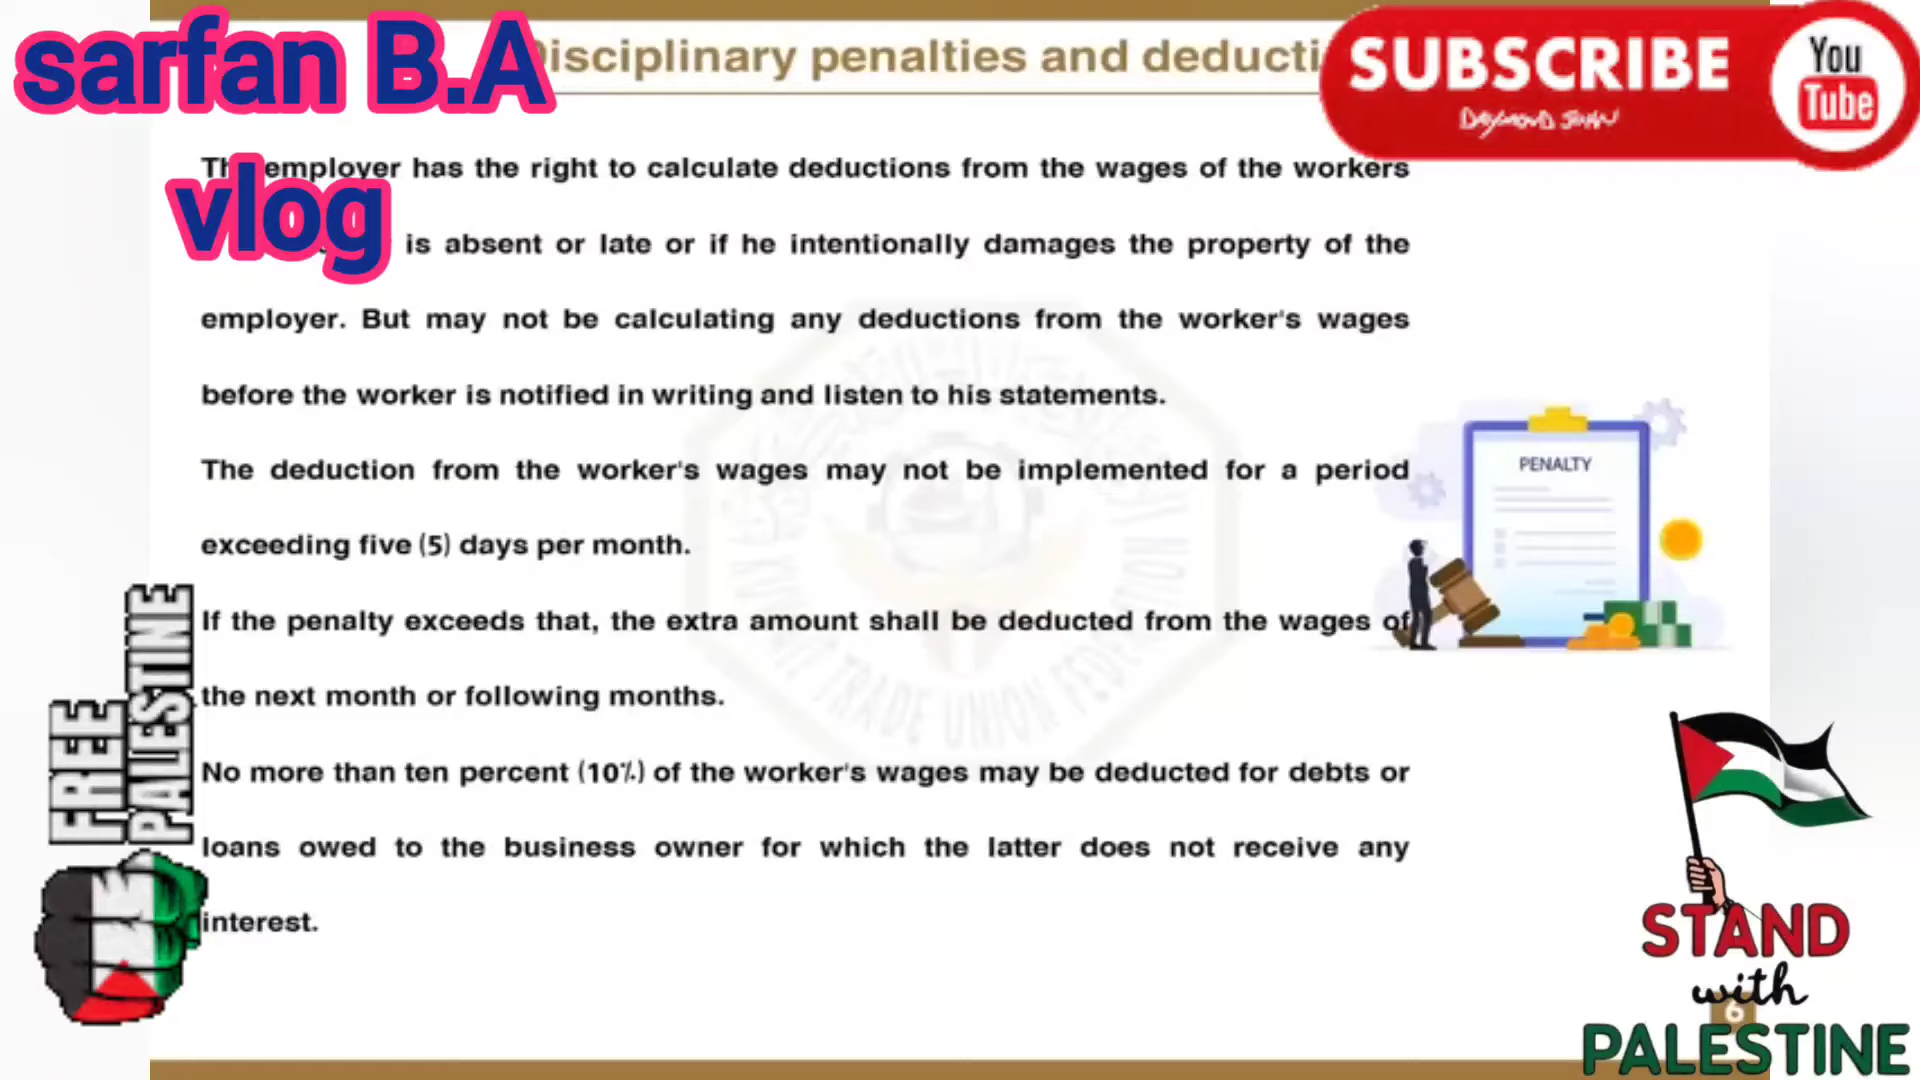 sarfan B.A
vlog
Disciplinary penalties and deducti
SUBSCRIBE
You
Tube
employer has the right to calculate deductions from the wages of the workers
is absent or late or if he intentionally damages the property of the
employer. But may not be calculating any deductions from the worker's wages
before the worker is notified in writing and listen to his statements.
The deduction from the worker's wages may not be implemented for a period
exceeding five (5) days per month.
If the penalty exceeds that, the extra amount shall be deducted from the wages of
the next month or following months.
No more than ten percent (10%) of the worker's wages may be deducted for debts or
loans owed to the business owner for which the latter does not receive any
interest.
PENALTY
FREE
PALESTINE
TRADE UNION FEDE
STAND
with
6
PALESTINE